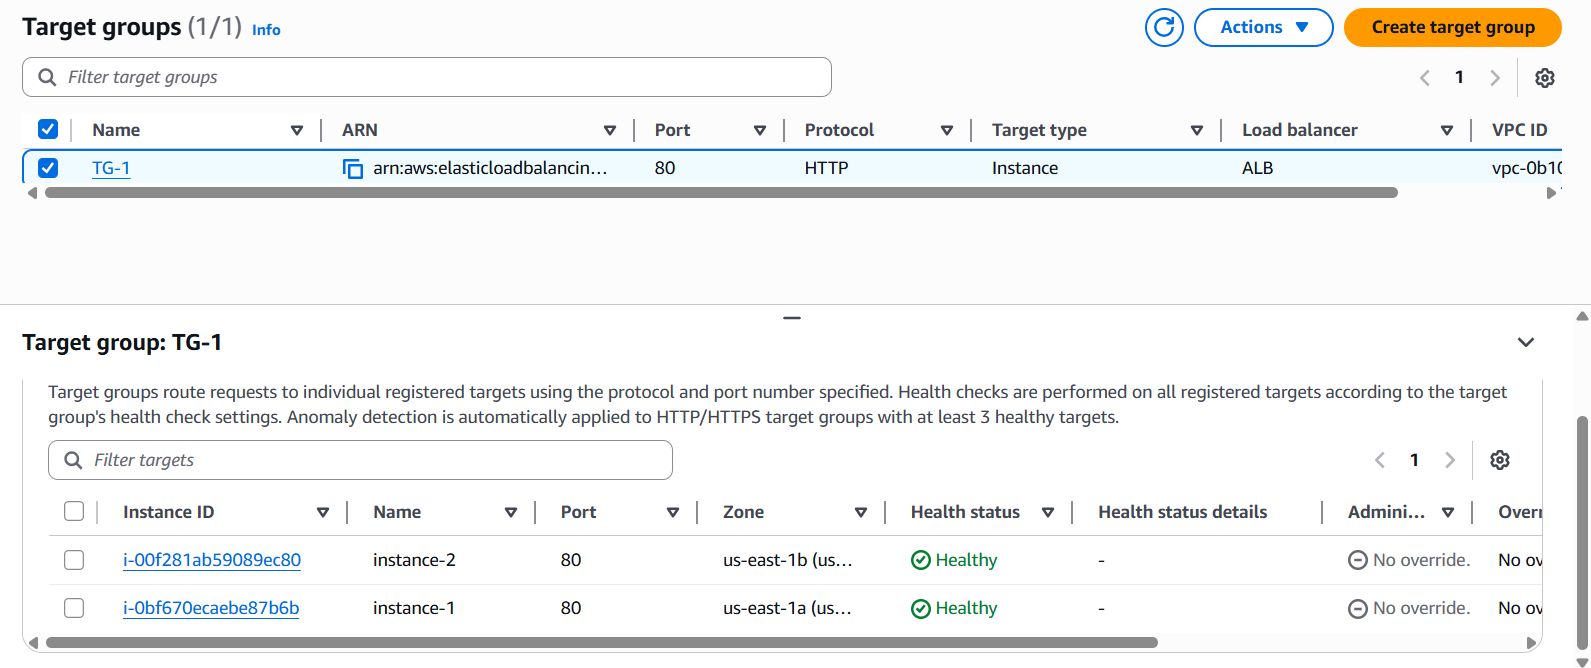 Target groups (1/1) Info
Actions
Create target group
Filter target groups
1
Name ARN Port Protocol Target type Load balancer VPC ID
TG-1 arn:aws:elasticloadbalancin... 80 HTTP Instance ALB vpc-0b10
Target group: TG-1
Target groups route requests to individual registered targets using the protocol and port number specified. Health checks are performed on all registered targets according to the target
group's health check settings. Anomaly detection is automatically applied to HTTP/HTTPS target groups with at least 3 healthy targets.
Filter targets
1
Instance ID Name Port Zone Health status Health status details Admini... Overr
i-00f281ab59089ec80 instance-2 80 us-east-1b (us... Healthy - No override. No ov
i-0bf670ecaebe87b6b instance-1 80 us-east-1a (us... Healthy - No override. No ov